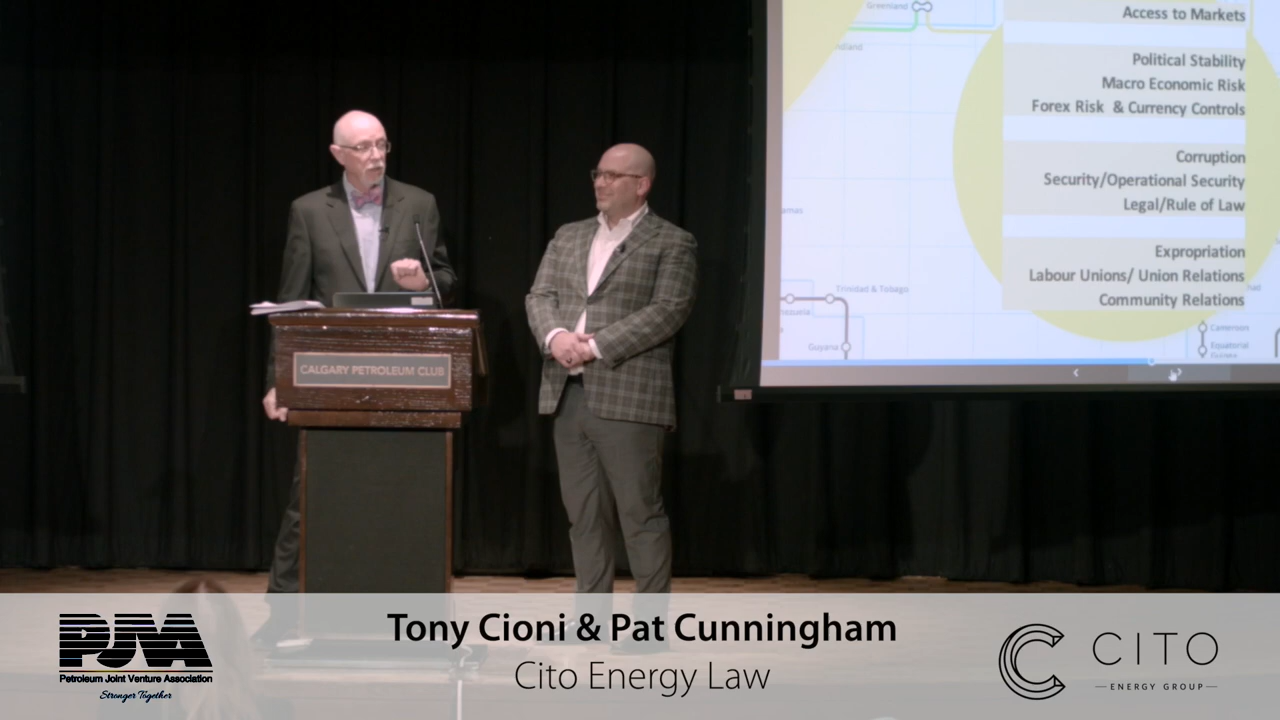 Greenland
Access to Markets
Political Stability
Macro Economic Risk
Forex Risk & Currency Controls
Corruption
Security/Operational Security
Legal/Rule of Law
Expropriation
Labour Unions/ Union Relations
Community Relations
Trinidad & Tobago
Guyana
Cameroon
Equatorial
CALGARY PETROLEUM CLUB
PJVA
Petroleum Joint Venture Association
Stronger Together
Tony Cioni & Pat Cunningham
Cito Energy Law
CITO
ENERGY GROUP